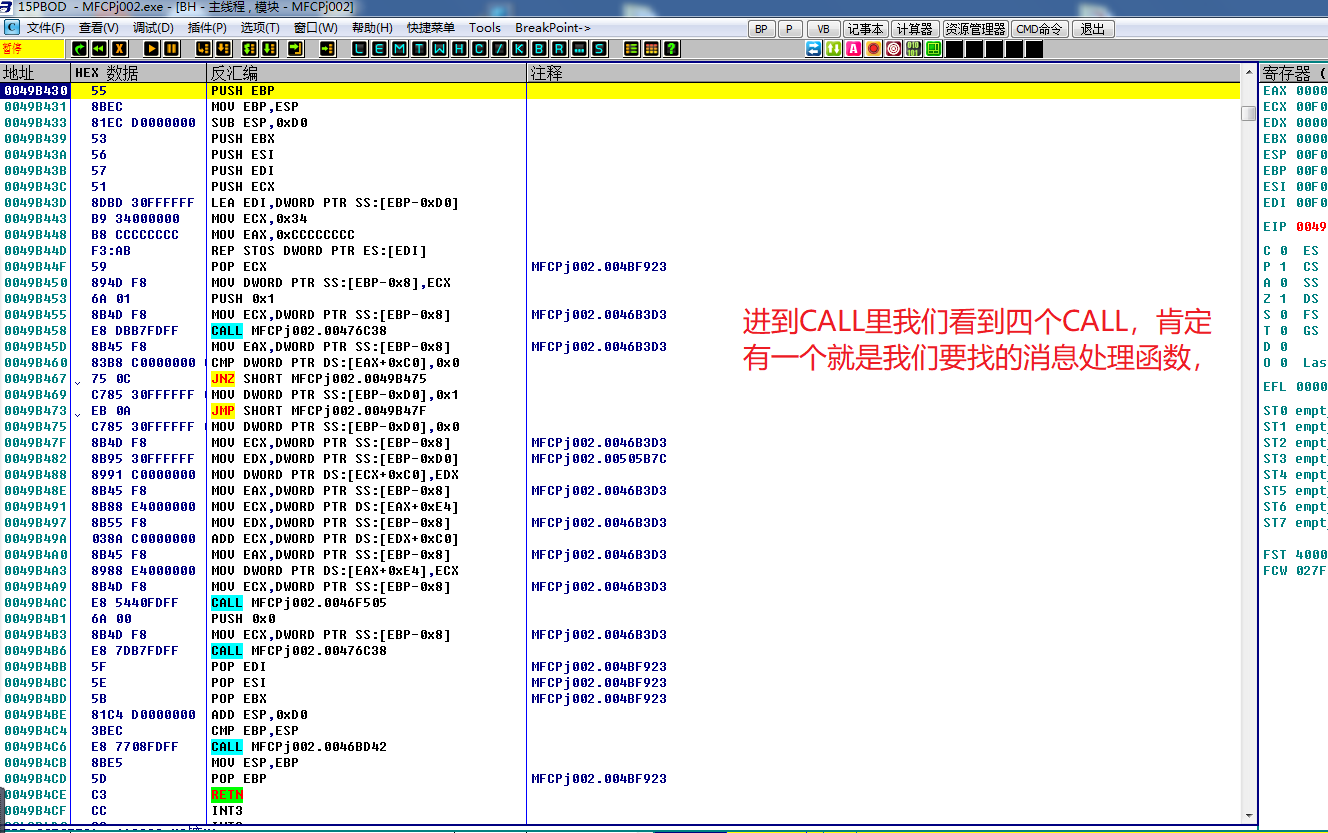 15PBOD - MFCPj002.exe - [BH - 主线程 , 模块 - MFCPj002]
文件(F) 查看(V) 调试(D) 插件(P) 选项(T) 窗口(W) 帮助(H) 快捷菜单 Tools BreakPoint-> BP P VB 记事本 计算器 资源管理器 CMD命令 退出
暂停 L E M T W H C / K B R ... S ?
地址 HEX 数据 反汇编 注释 寄存器 (
0049B430 55 PUSH EBP EAX 0000
0049B431 8BEC MOV EBP,ESP ECX 00F0
0049B433 81EC D0000000 SUB ESP,0xD0 EDX 0000
0049B439 53 PUSH EBX EBX 0000
0049B43A 56 PUSH ESI ESP 00F0
0049B43B 57 PUSH EDI EBP 00F0
0049B43C 51 PUSH ECX ESI 00F0
0049B43D 8DBD 30FFFFFF LEA EDI,DWORD PTR SS:[EBP-0xD0] EDI 00F0
0049B443 B9 34000000 MOV ECX,0x34
EIP 0049
0049B448 B8 CCCCCCCC MOV EAX,0xCCCCCCCC
0049B44D F3:AB REP STOS DWORD PTR ES:[EDI] C 0 ES
0049B44F 59 POP ECX MFCPj002.004BF923 P 1 CS
0049B450 894D F8 MOV DWORD PTR SS:[EBP-0x8],ECX A 0 SS
0049B453 6A 01 PUSH 0x1 Z 1 DS
0049B455 8B4D F8 MOV ECX,DWORD PTR SS:[EBP-0x8] MFCPj002.0046B3D3 S 0 FS
0049B458 E8 DBB7FDFF CALL MFCPj002.00476C38 T 0 GS
0049B45D 8B45 F8 MOV EAX,DWORD PTR SS:[EBP-0x8] MFCPj002.0046B3D3 D 0
0049B460 83B8 C0000000 CMP DWORD PTR DS:[EAX+0xC0],0x0 O 0 Las
进到CALL里我们看到四个CALL，肯定
有一个就是我们要找的消息处理函数，
0049B467 75 0C JNZ SHORT MFCPj002.0049B475
0049B469 C785 30FFFFFF MOV DWORD PTR SS:[EBP-0xD0],0x1 EFL 0000
0049B473 EB 0A JMP SHORT MFCPj002.0049B47F ST0 empt
0049B475 C785 30FFFFFF MOV DWORD PTR SS:[EBP-0xD0],0x0 ST1 empt
0049B47F 8B4D F8 MOV ECX,DWORD PTR SS:[EBP-0x8] MFCPj002.0046B3D3 ST2 empt
0049B482 8B95 30FFFFFF MOV EDX,DWORD PTR SS:[EBP-0xD0] MFCPj002.00505B7C ST3 empt
0049B488 8991 C0000000 MOV DWORD PTR DS:[ECX+0xC0],EDX ST4 empt
0049B48E 8B45 F8 MOV EAX,DWORD PTR SS:[EBP-0x8] MFCPj002.0046B3D3 ST5 empt
0049B491 8B88 E4000000 MOV ECX,DWORD PTR DS:[EAX+0xE4] ST6 empt
0049B497 8B55 F8 MOV EDX,DWORD PTR SS:[EBP-0x8] MFCPj002.0046B3D3 ST7 empt
0049B49A 038A C0000000 ADD ECX,DWORD PTR DS:[EDX+0xC0]
0049B4A0 8B45 F8 MOV EAX,DWORD PTR SS:[EBP-0x8] MFCPj002.0046B3D3 FST 4000
0049B4A3 8988 E4000000 MOV DWORD PTR DS:[EAX+0xE4],ECX FCW 027F
0049B4A9 8B4D F8 MOV ECX,DWORD PTR SS:[EBP-0x8] MFCPj002.0046B3D3
0049B4AC E8 5440FDFF CALL MFCPj002.0046F505
0049B4B1 6A 00 PUSH 0x0
0049B4B3 8B4D F8 MOV ECX,DWORD PTR SS:[EBP-0x8] MFCPj002.0046B3D3
0049B4B6 E8 7DB7FDFF CALL MFCPj002.00476C38
0049B4BB 5F POP EDI MFCPj002.004BF923
0049B4BC 5E POP ESI MFCPj002.004BF923
0049B4BD 5B POP EBX MFCPj002.004BF923
0049B4BE 81C4 D0000000 ADD ESP,0xD0
0049B4C4 3BEC CMP EBP,ESP
0049B4C6 E8 7708FDFF CALL MFCPj002.0046BD42
0049B4CB 8BE5 MOV ESP,EBP
0049B4CD 5D POP EBP MFCPj002.004BF923
0049B4CE C3 RETN
0049B4CF CC INT3